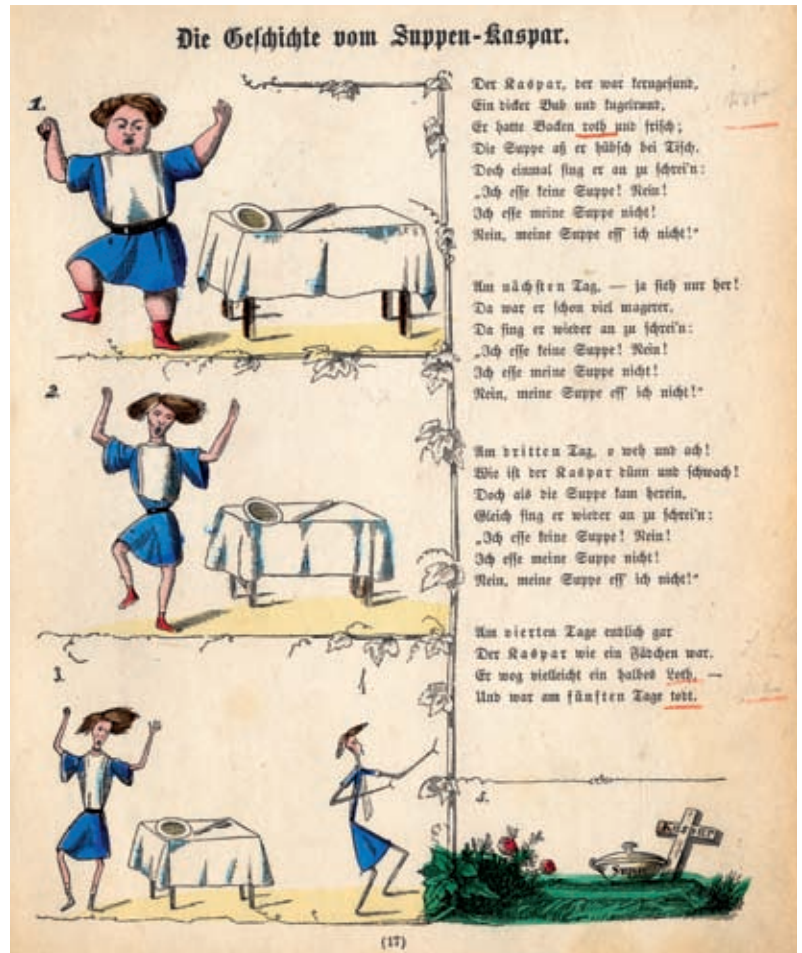 Die Geschichte vom Suppen-Kaspar.
1.
Der Kaspar, der war kerngesund,
Ein dicker Bub und kugelrund,
Er hatte Backen roth und frisch;
Die Suppe aß er hübsch bei Tisch.
Doch einmal fing er an zu schrei'n:
„Ich esse keine Suppe! Nein!
Ich esse meine Suppe nicht!
Nein, meine Suppe ess' ich nicht!“
Am nächsten Tag, — ja sieh nur her!
Da war er schon viel magerer.
Da fing er wieder an zu schrei'n:
„Ich esse keine Suppe! Nein!
Ich esse meine Suppe nicht!
Nein, meine Suppe ess' ich nicht!“
2.
Am dritten Tag, o weh und ach!
Wie ist der Kaspar dünn und schwach!
Doch als die Suppe kam herein,
Gleich fing er wieder an zu schrei'n:
„Ich esse keine Suppe! Nein!
Ich esse meine Suppe nicht!
Nein, meine Suppe ess' ich nicht!“
Am vierten Tage endlich gar
Der Kaspar wie ein Fädchen war.
Er wog vielleicht ein halbes Loth, —
Und war am fünften Tage todt.
3.
5.
Kaspar
Suppe
(17)